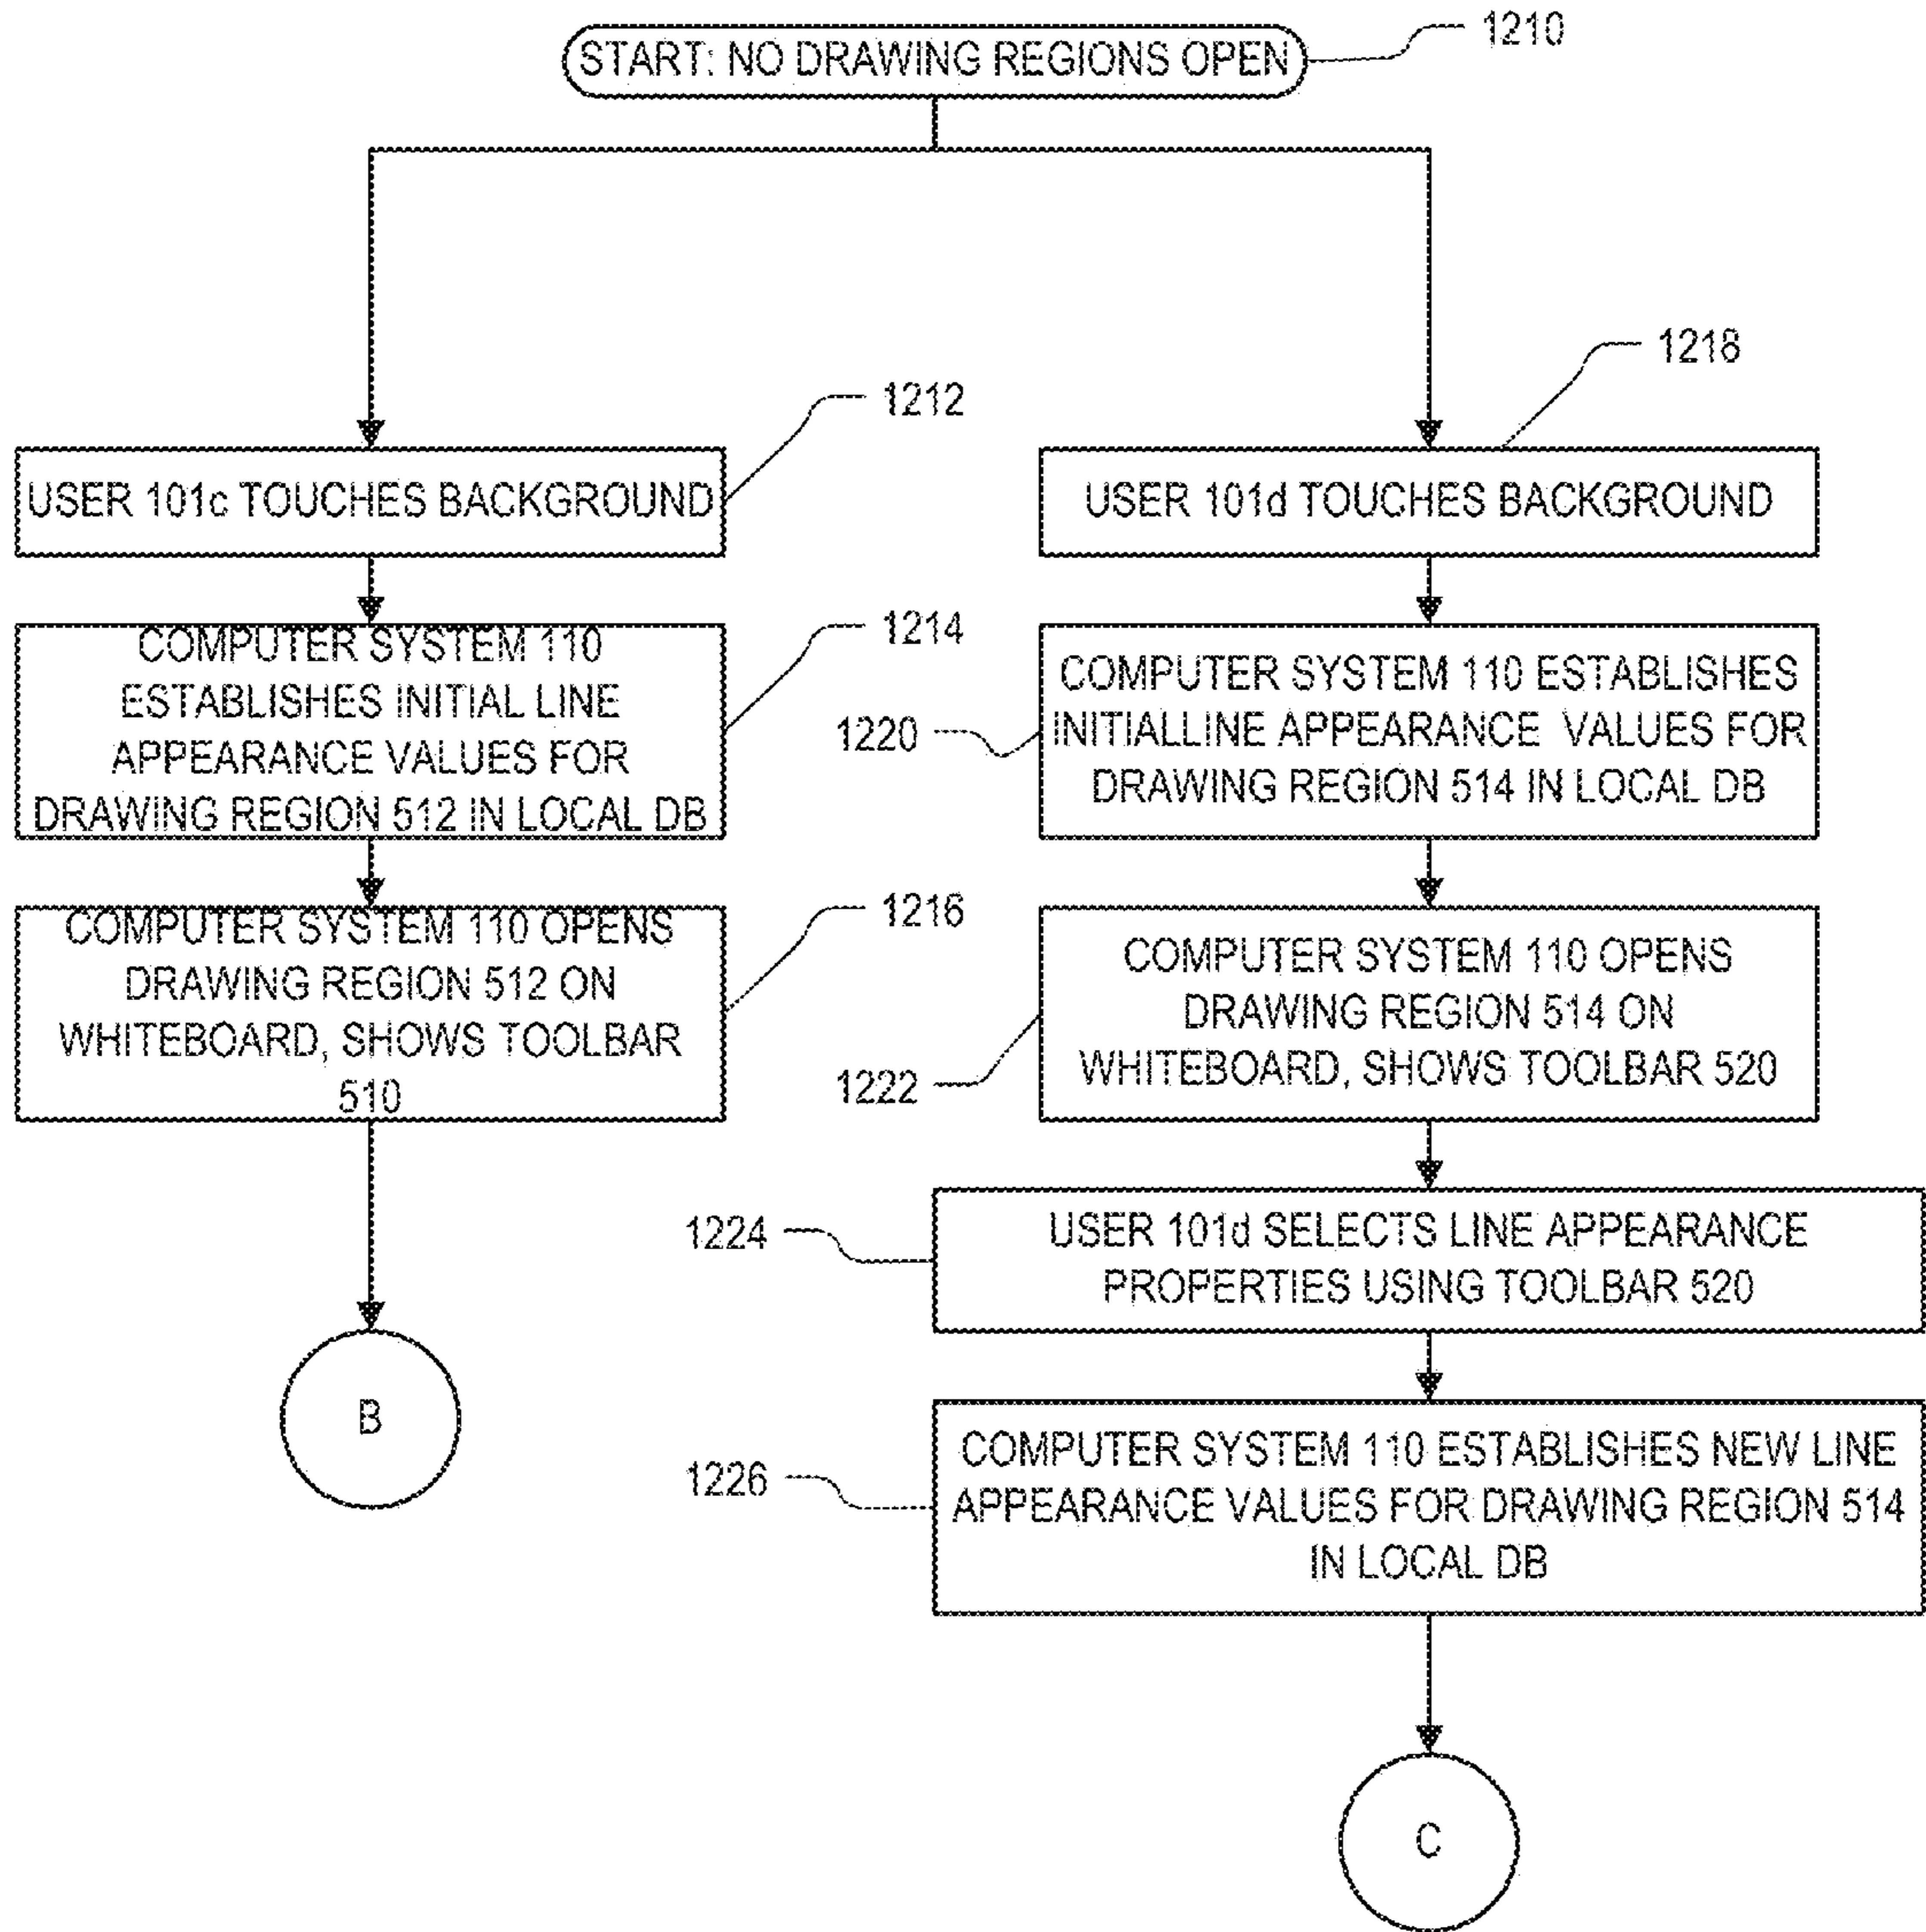 START: NO DRAWING REGIONS OPEN
1210
1212
USER 101c TOUCHES BACKGROUND
1214
COMPUTER SYSTEM 110
ESTABLISHES INITIAL LINE
APPEARANCE VALUES FOR
DRAWING REGION 512 IN LOCAL DB
1216
COMPUTER SYSTEM 110 OPENS
DRAWING REGION 512 ON
WHITEBOARD, SHOWS TOOLBAR
510
B
1218
USER 101d TOUCHES BACKGROUND
1220
COMPUTER SYSTEM 110 ESTABLISHES
INITIALLINE APPEARANCE VALUES FOR
DRAWING REGION 514 IN LOCAL DB
1222
COMPUTER SYSTEM 110 OPENS
DRAWING REGION 514 ON
WHITEBOARD, SHOWS TOOLBAR 520
1224
USER 101d SELECTS LINE APPEARANCE
PROPERTIES USING TOOLBAR 520
1226
COMPUTER SYSTEM 110 ESTABLISHES NEW LINE
APPEARANCE VALUES FOR DRAWING REGION 514
IN LOCAL DB
C